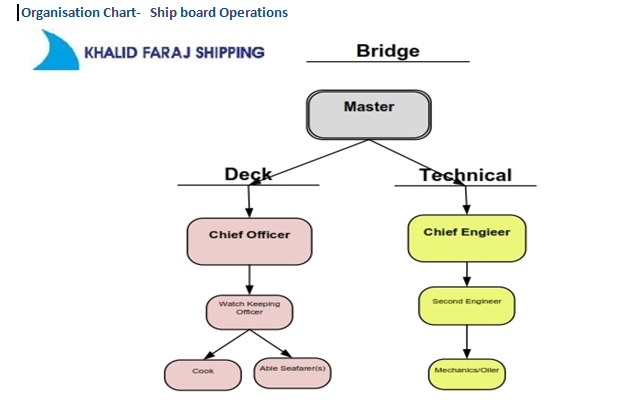 Organisation Chart- Ship board Operations
KHALID FARAJ SHIPPING
Bridge
Master
Deck
Technical
Chief Officer
Chief Engieer
Watch Keeping
Officer
Second Engineer
Cook
Able Seafarer(s)
Mechanics/Oiler